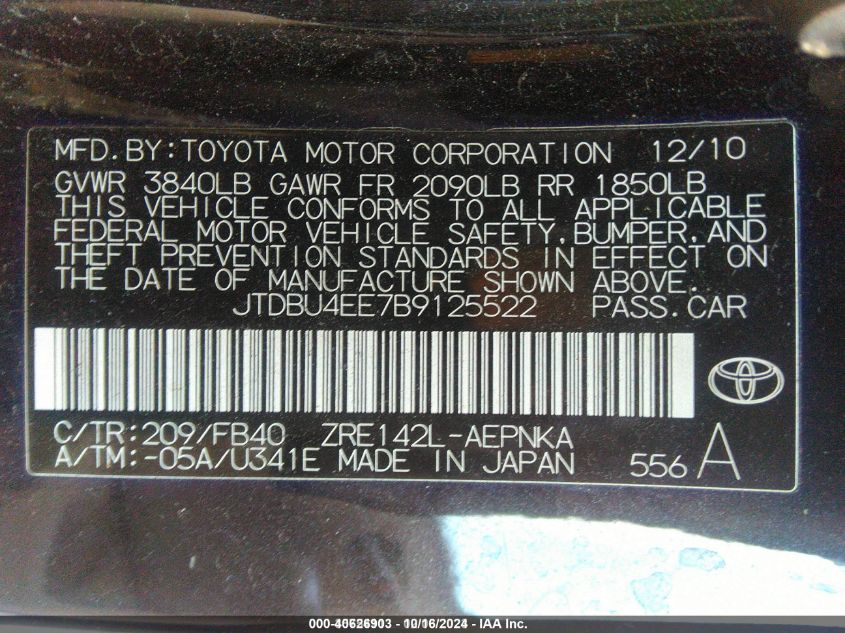 MFD.BY:TOYOTA MOTOR CORPORATION 12/10
GVWR 3840LB GAWR FR 2090LB RR 1850LB
THIS VEHICLE CONFORMS TO ALL APPLICABLE
FEDERAL MOTOR VEHICLE SAFETY,BUMPER,AND
THEFT PREVENTION STANDARDS IN EFFECT ON
THE DATE OF MANUFACTURE SHOWN ABOVE.
JTDBU4EE7B9125522 PASS.CAR
C/TR:209/FB40 ZRE142L-AEPNKA
A/TM:-05A/U341E MADE IN JAPAN 556 A
- 10/16/2024 - IAA Inc.